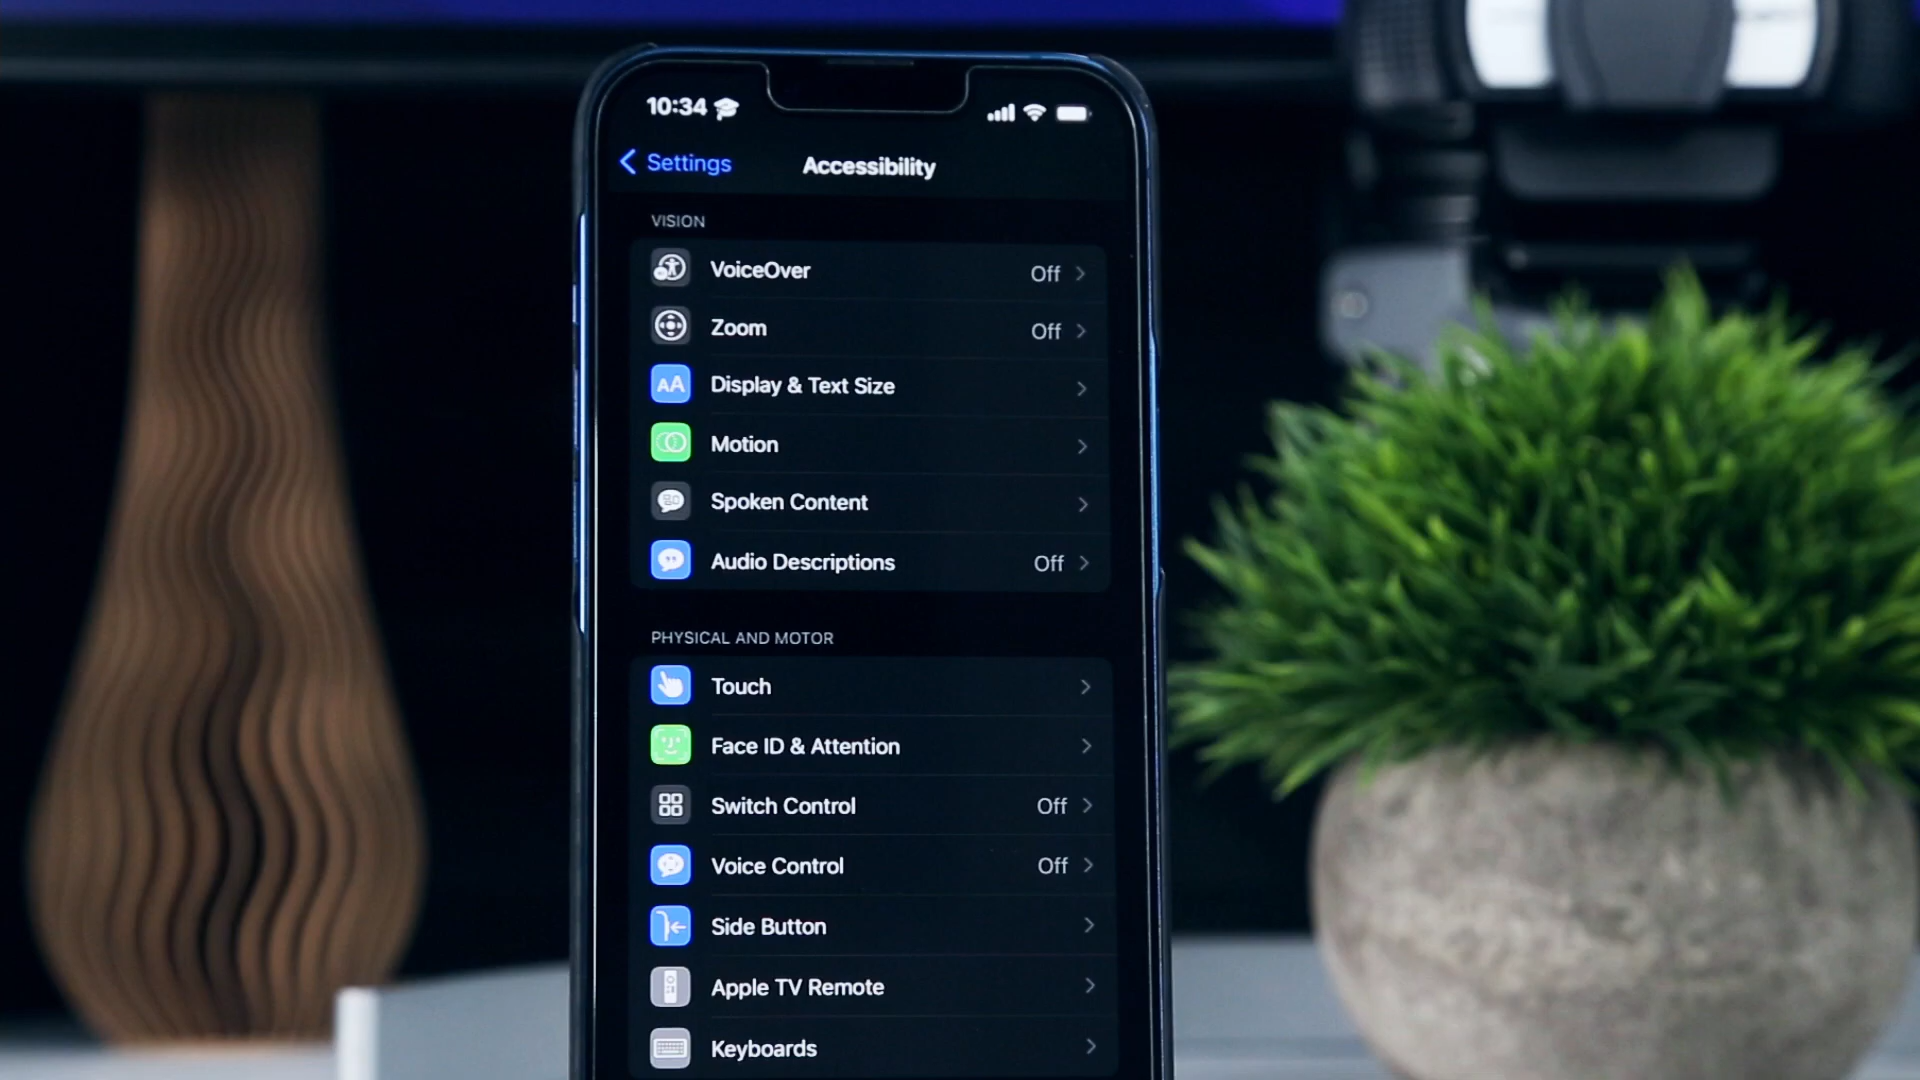 10:34
Settings
Accessibility
VISION
VoiceOver Off
Zoom Off
AA Display & Text Size
Motion
Spoken Content
Audio Descriptions Off
PHYSICAL AND MOTOR
Touch
Face ID & Attention
Switch Control Off
Voice Control Off
Side Button
Apple TV Remote
Keyboards